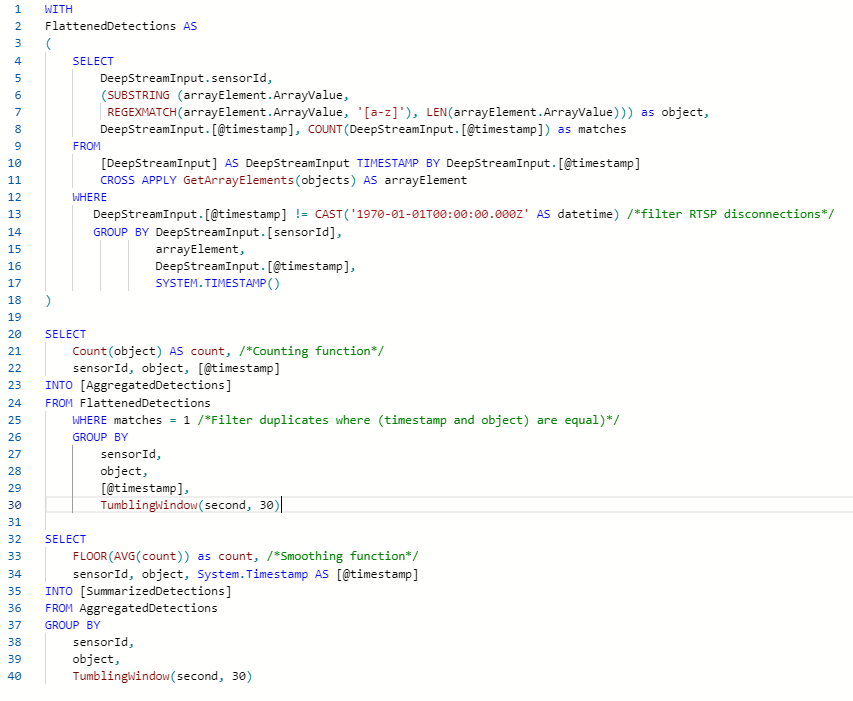 1 WITH
2 FlattenedDetections AS
3 (
4 SELECT
5 DeepStreamInput.sensorId,
6 (SUBSTRING (arrayElement.ArrayValue,
7 REGEXMATCH(arrayElement.ArrayValue, '[a-z]'), LEN(arrayElement.ArrayValue))) as object,
8 DeepStreamInput.[@timestamp], COUNT(DeepStreamInput.[@timestamp]) as matches
9 FROM
10 [DeepStreamInput] AS DeepStreamInput TIMESTAMP BY DeepStreamInput.[@timestamp]
11 CROSS APPLY GetArrayElements(objects) AS arrayElement
12 WHERE
13 DeepStreamInput.[@timestamp] != CAST('1970-01-01T00:00:00.000Z' AS datetime) /*filter RTSP disconnections*/
14 GROUP BY DeepStreamInput.[sensorId],
15 arrayElement,
16 DeepStreamInput.[@timestamp],
17 SYSTEM.TIMESTAMP()
18 )
19
20 SELECT
21 Count(object) AS count, /*Counting function*/
22 sensorId, object, [@timestamp]
23 INTO [AggregatedDetections]
24 FROM FlattenedDetections
25 WHERE matches = 1 /*Filter duplicates where (timestamp and object) are equal)*/
26 GROUP BY
27 sensorId,
28 object,
29 [@timestamp],
30 TumblingWindow(second, 30)
31
32 SELECT
33 FLOOR(AVG(count)) as count, /*Smoothing function*/
34 sensorId, object, System.Timestamp AS [@timestamp]
35 INTO [SummarizedDetections]
36 FROM AggregatedDetections
37 GROUP BY
38 sensorId,
39 object,
40 TumblingWindow(second, 30)